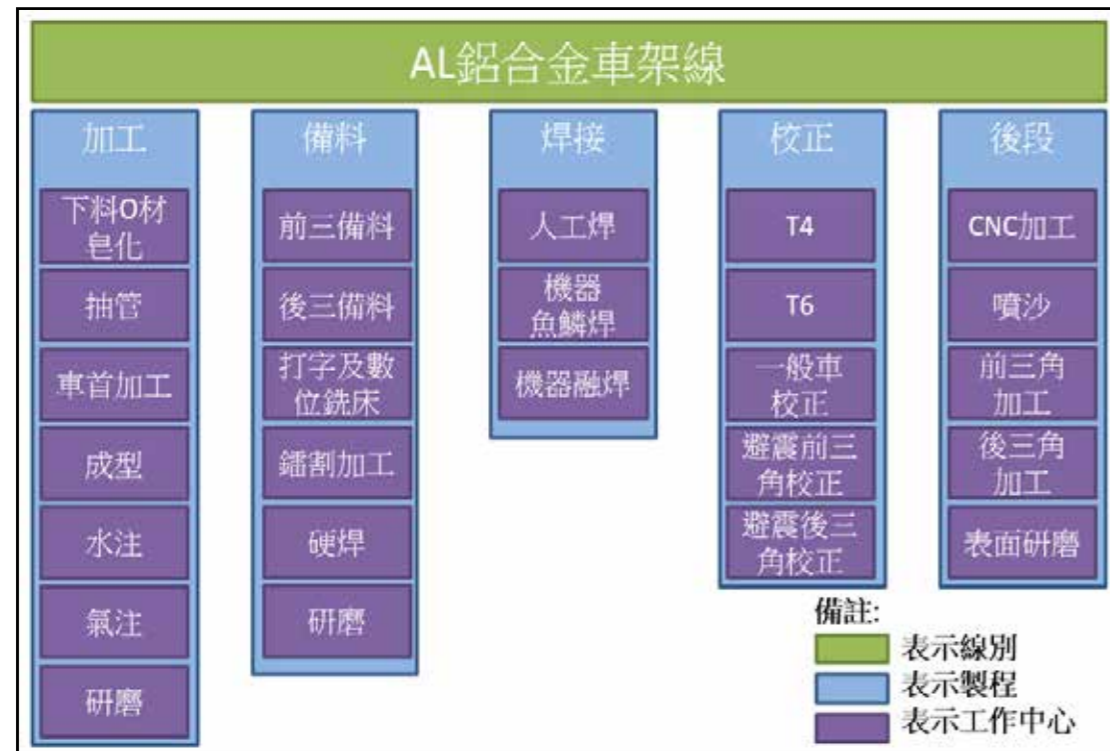 AL鋁合金車架線
加工
下料O材
皂化
抽管
車首加工
成型
水注
氣注
研磨
備料
前三備料
後三備料
打字及數
位銑床
鐳割加工
硬焊
研磨
焊接
人工焊
機器
魚鱗焊
機器融焊
校正
T4
T6
一般車
校正
避震前三
角校正
避震後三
角校正
後段
CNC加工
噴沙
前三角
加工
後三角
加工
表面研磨
備註:
表示線別
表示製程
表示工作中心